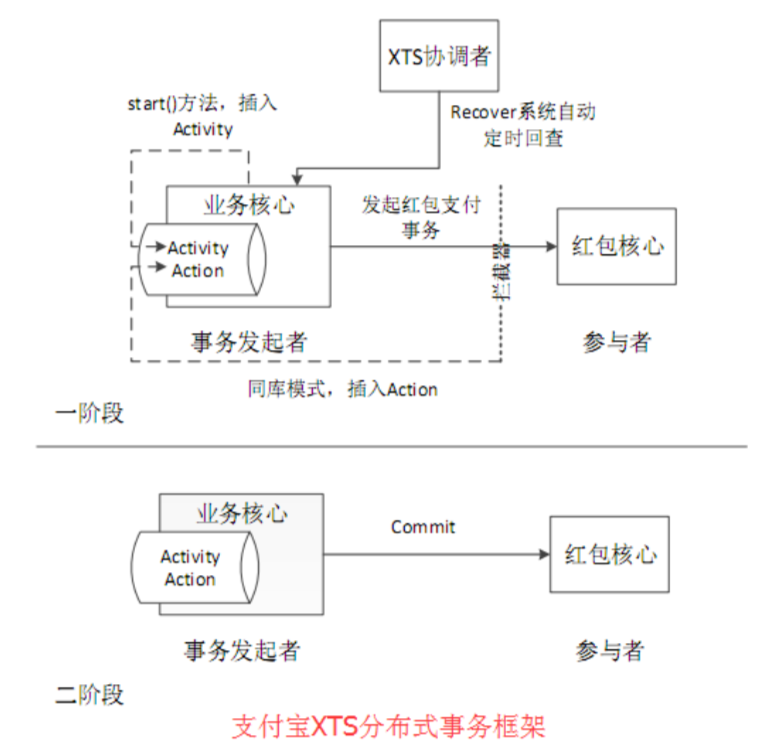 XTS协调者
start()方法，插入
Activity
Recover系统自动
定时回查
业务核心
发起红包支付
事务
Activity
Action
拦截器
红包核心
事务发起者
参与者
同库模式，插入Action
一阶段
业务核心
Commit
Activity
Action
红包核心
事务发起者
参与者
二阶段
支付宝XTS分布式事务框架